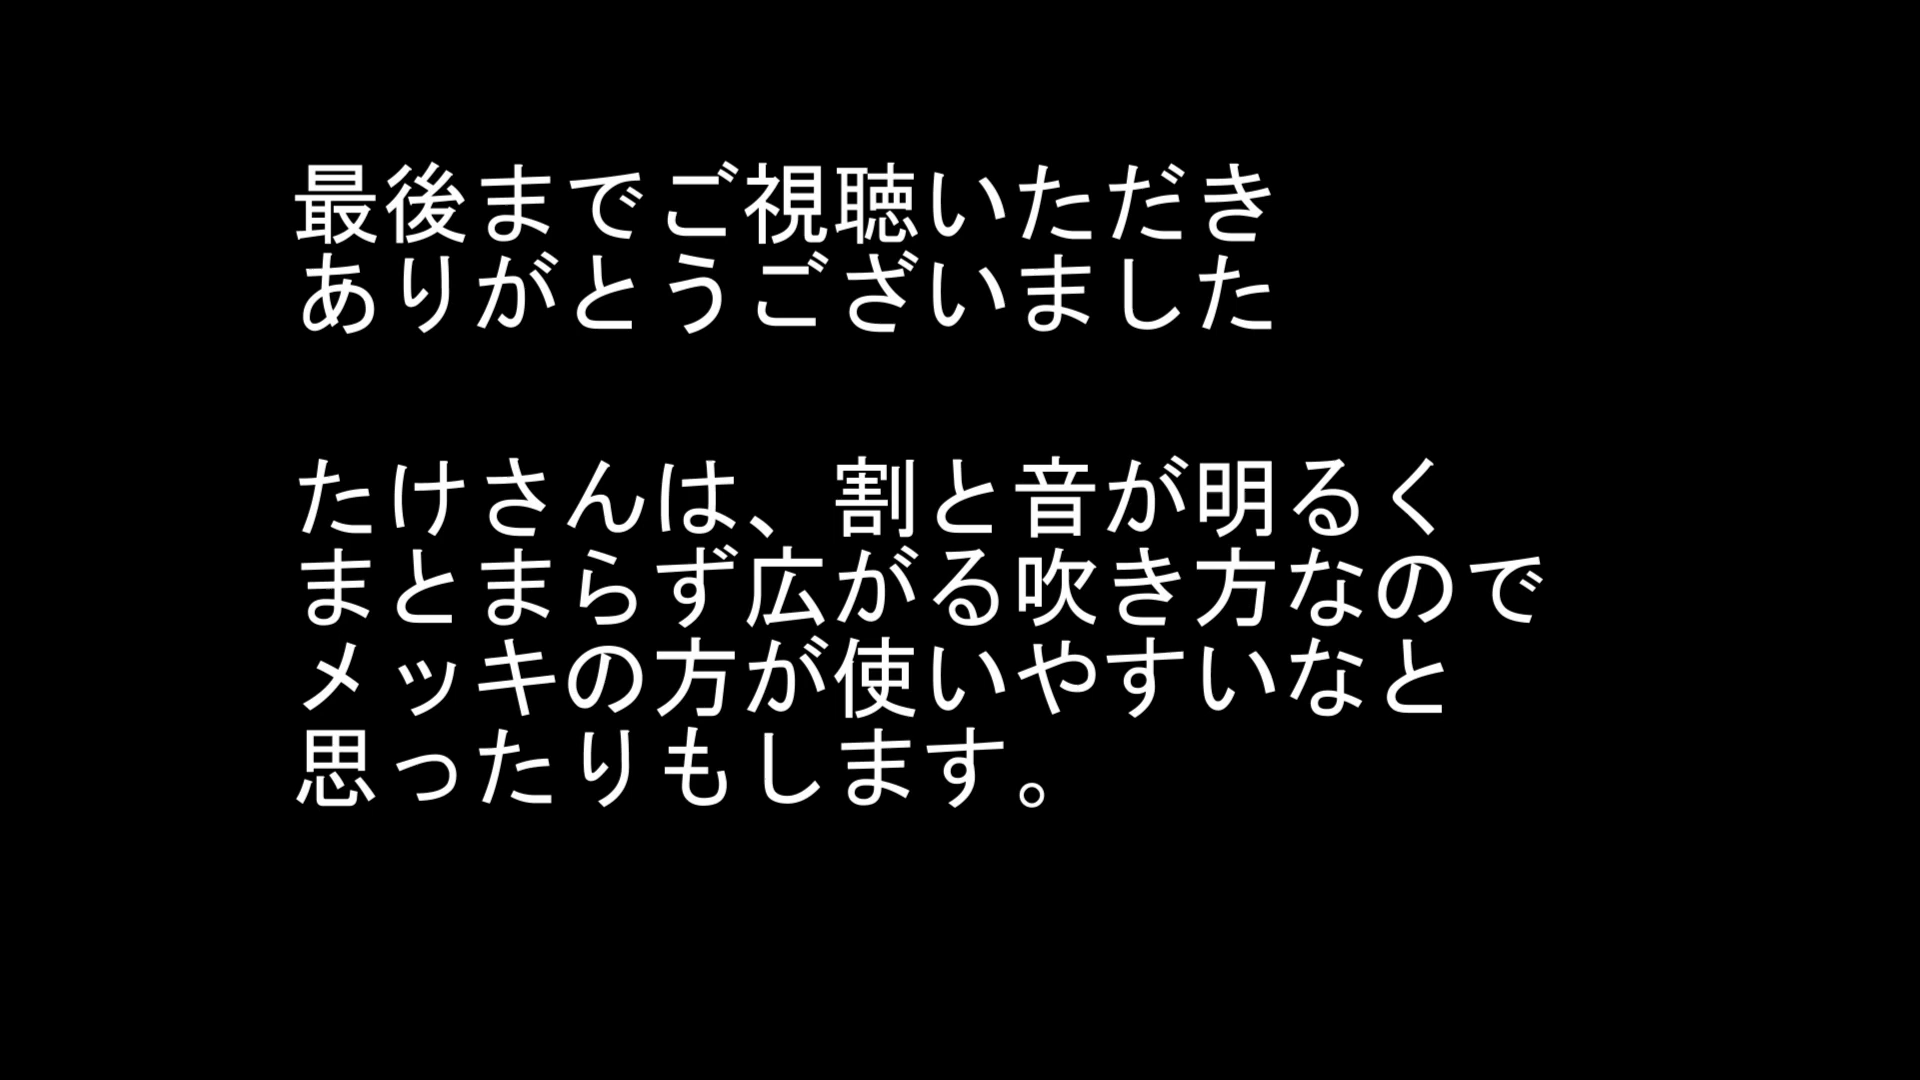 最後までご視聴いただき
ありがとうございました
たけさんは、割と音が明るく
まとまらず広がる吹き方なので
メッキの方が使いやすいなと
思ったりもします。